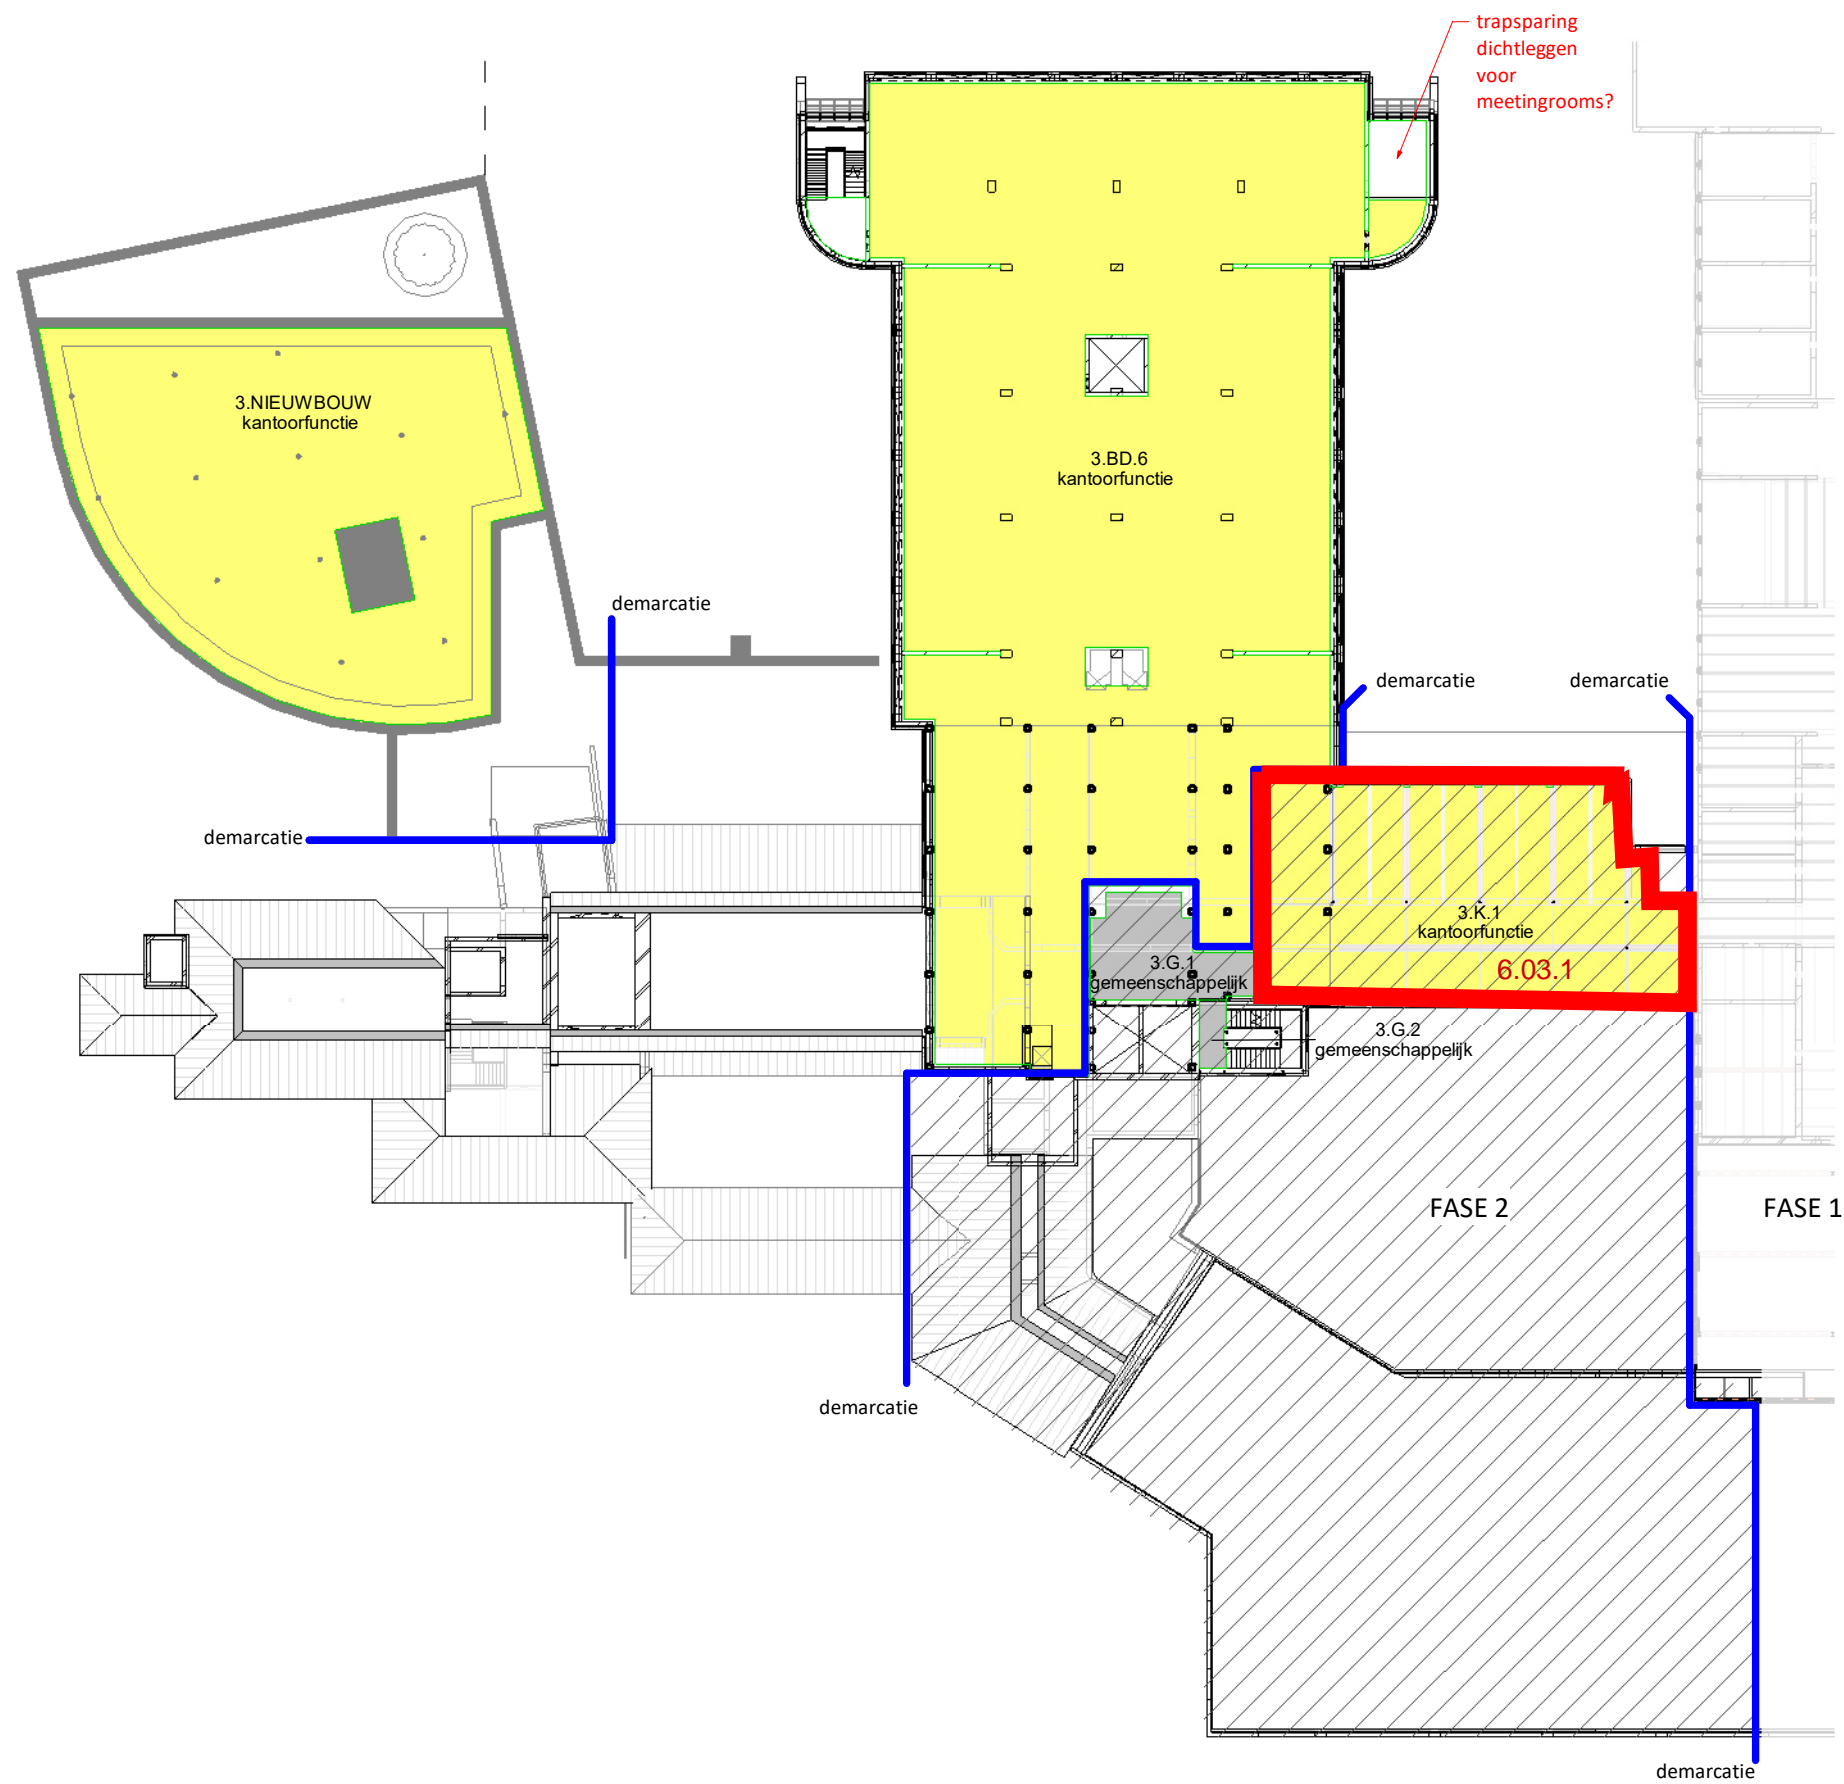 trapsparing
dichtleggen
voor
meetingrooms?
3.NIEUWBOUW
kantoorfunctie
3.BD.6
kantoorfunctie
demarcatie
demarcatie
demarcatie
demarcatie
3.K.1
kantoorfunctie
6.03.1
3.G.1
gemeenschappelijk
3.G.2
gemeenschappelijk
FASE 2
FASE 1
demarcatie
demarcatie